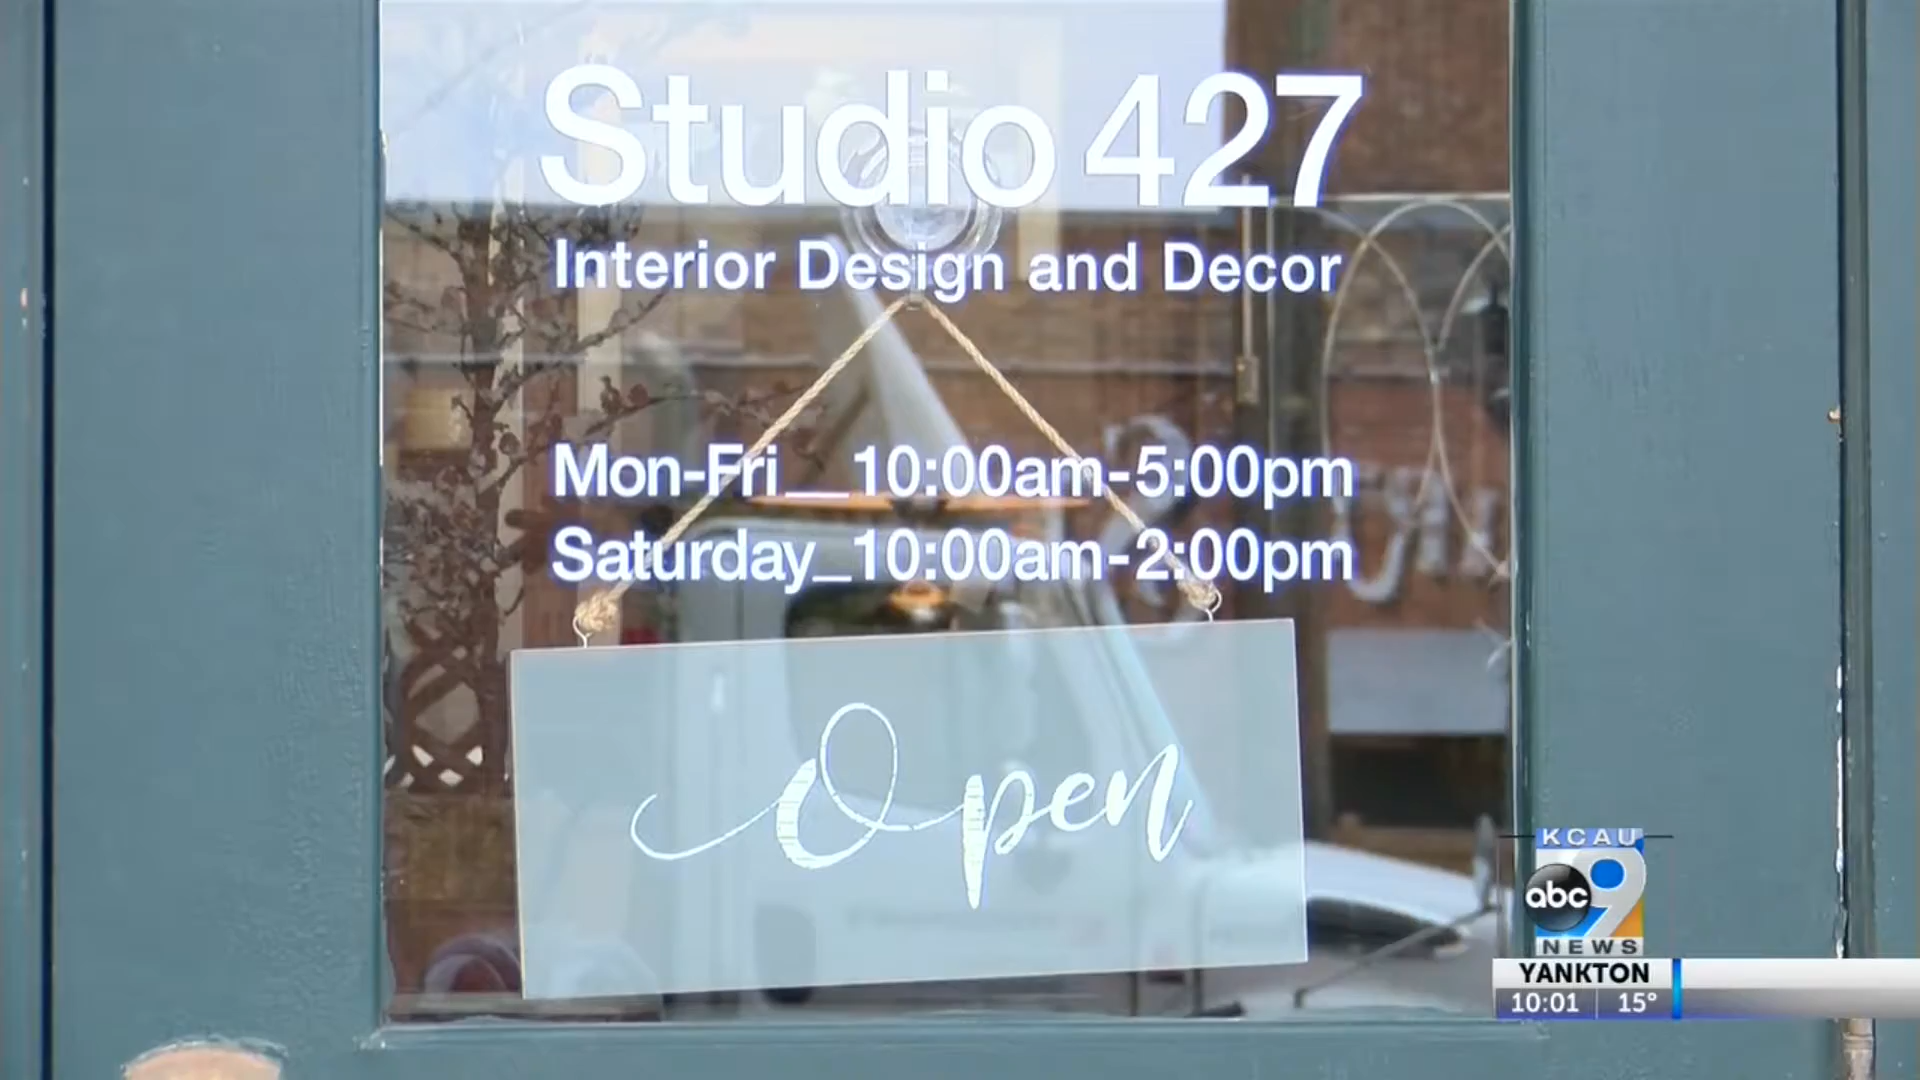 Studio 427
Interior Design and Decor
Mon-Fri__10:00am-5:00pm
Saturday_10:00am-2:00pm
Open
KCAU
abc 9
NEWS
YANKTON
10:01 15°